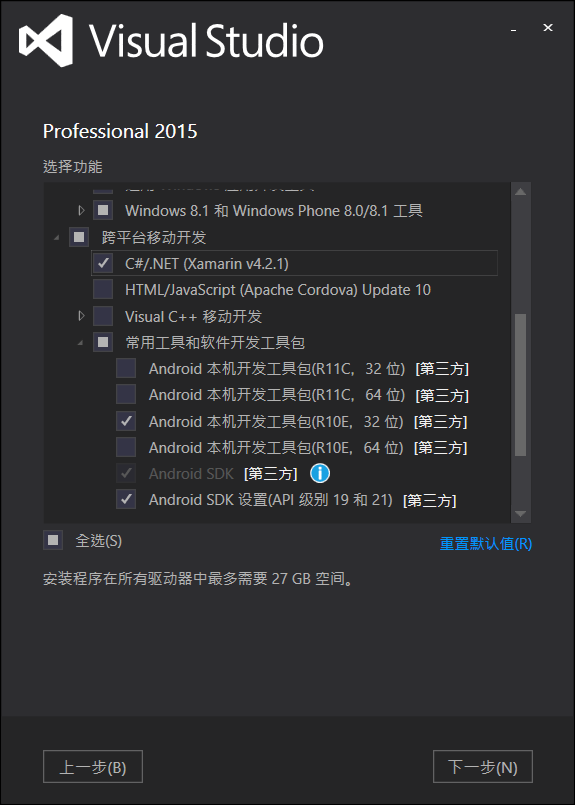 Visual Studio
Professional 2015
选择功能
Windows 8.1 和 Windows Phone 8.0/8.1 工具
跨平台移动开发
C#/.NET (Xamarin v4.2.1)
HTML/JavaScript (Apache Cordova) Update 10
Visual C++ 移动开发
常用工具和软件开发工具包
Android 本机开发工具包(R11C，32 位) [第三方]
Android 本机开发工具包(R11C，64 位) [第三方]
Android 本机开发工具包(R10E，32 位) [第三方]
Android 本机开发工具包(R10E，64 位) [第三方]
Android SDK [第三方]
Android SDK 设置(API 级别 19 和 21) [第三方]
全选(S)
重置默认值(R)
安装程序在所有驱动器中最多需要 27 GB 空间。
上一步(B)
下一步(N)